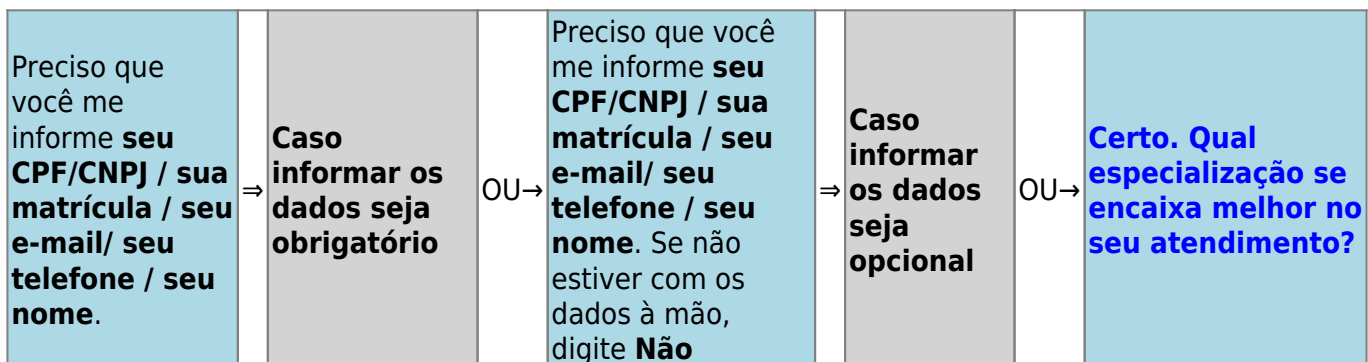 Preciso que
você me
informe seu
CPF/CNPJ / sua
matrícula / seu
e-mail/ seu
telefone / seu
nome.
⇒
Caso
informar os
dados seja
obrigatório
OU→
Preciso que você
me informe seu
CPF/CNPJ / sua
matrícula / seu
e-mail/ seu
telefone / seu
nome. Se não
estiver com os
dados à mão,
digite Não
⇒
Caso
informar
os dados
seja
opcional
OU→
Certo. Qual
especialização se
encaixa melhor no
seu atendimento?